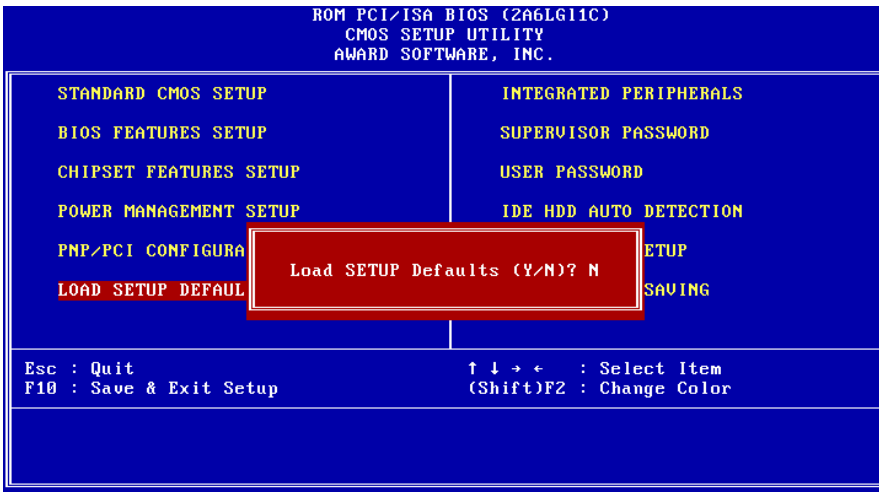 ROM PCI/ISA BIOS (2A6LG11C)
CMOS SETUP UTILITY
AWARD SOFTWARE, INC.
STANDARD CMOS SETUP
BIOS FEATURES SETUP
CHIPSET FEATURES SETUP
POWER MANAGEMENT SETUP
PNP/PCI CONFIGURA
LOAD SETUP DEFAUL
INTEGRATED PERIPHERALS
SUPERVISOR PASSWORD
USER PASSWORD
IDE HDD AUTO DETECTION
ETUP
SAVING
Load SETUP Defaults (Y/N)? N
Esc : Quit
F10 : Save & Exit Setup
↑ ↓ → ← : Select Item
(Shift)F2 : Change Color